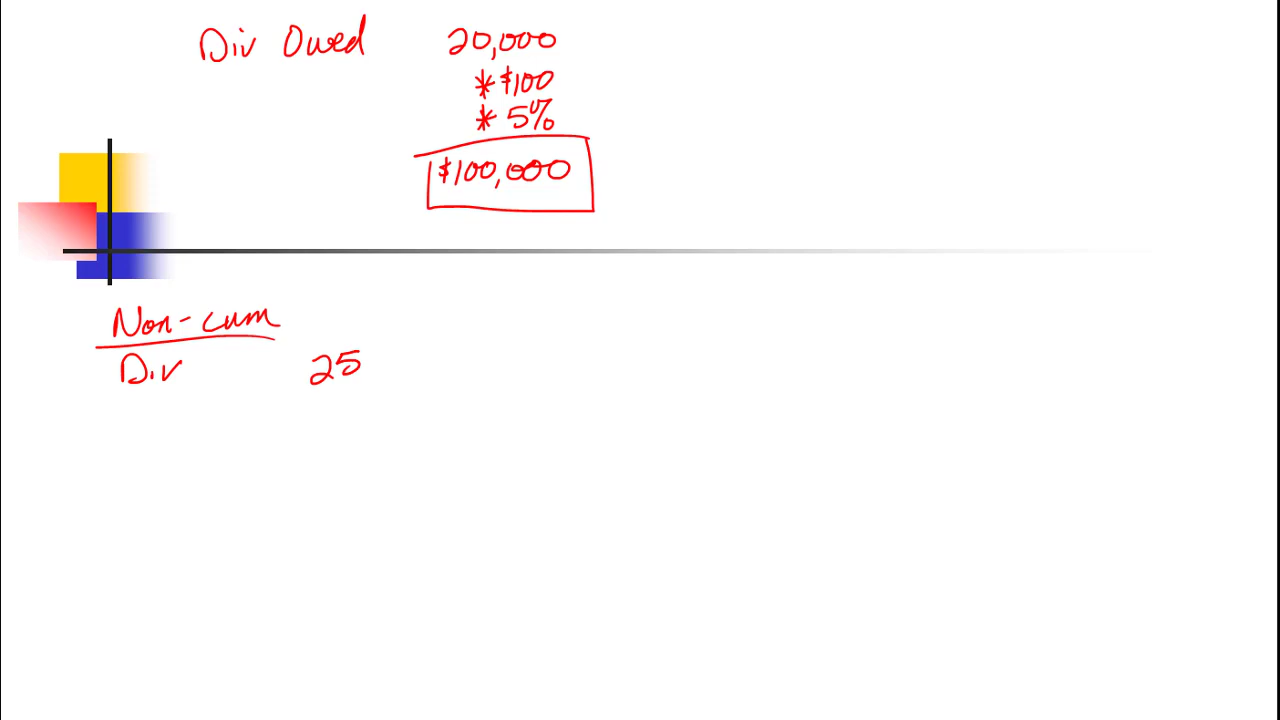 Div Owed 20,000
* $100
* 5%
$100,000
Non-cum
Div 25